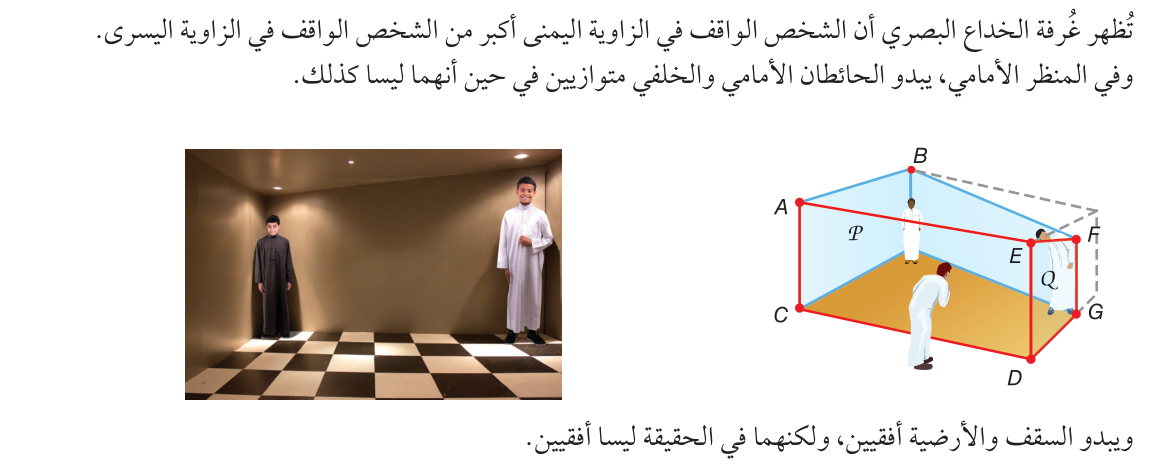 تُظهر غُرفة الخداع البصري أن الشخص الواقف في الزاوية اليمنى أكبر من الشخص الواقف في الزاوية اليسرى.
وفي المنظر الأمامي، يبدو الحائطان الأمامي والخلفي متوازيين في حين أنهما ليسا كذلك.
B
A
P
F
E
Q
C
G
D
ويبدو السقف والأرضية أفقيين، ولكنهما في الحقيقة ليسا أفقيين.